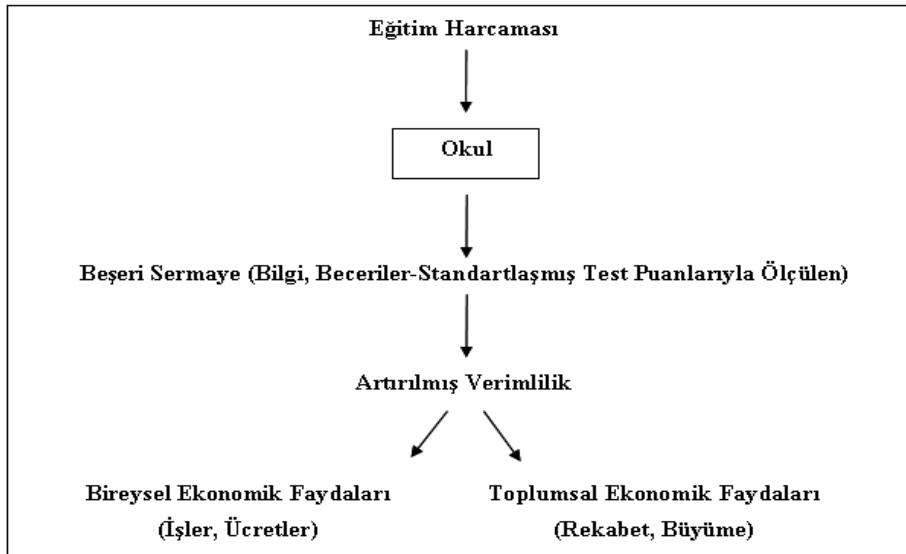 Eğitim Harcaması
Okul
Beşeri Sermaye (Bilgi, Beceriler-Standartlaşmış Test Puanlarıyla Ölçülen)
Artırılmış Verimlilik
Bireysel Ekonomik Faydaları
(İşler, Ücretler)
Toplumsal Ekonomik Faydaları
(Rekabet, Büyüme)